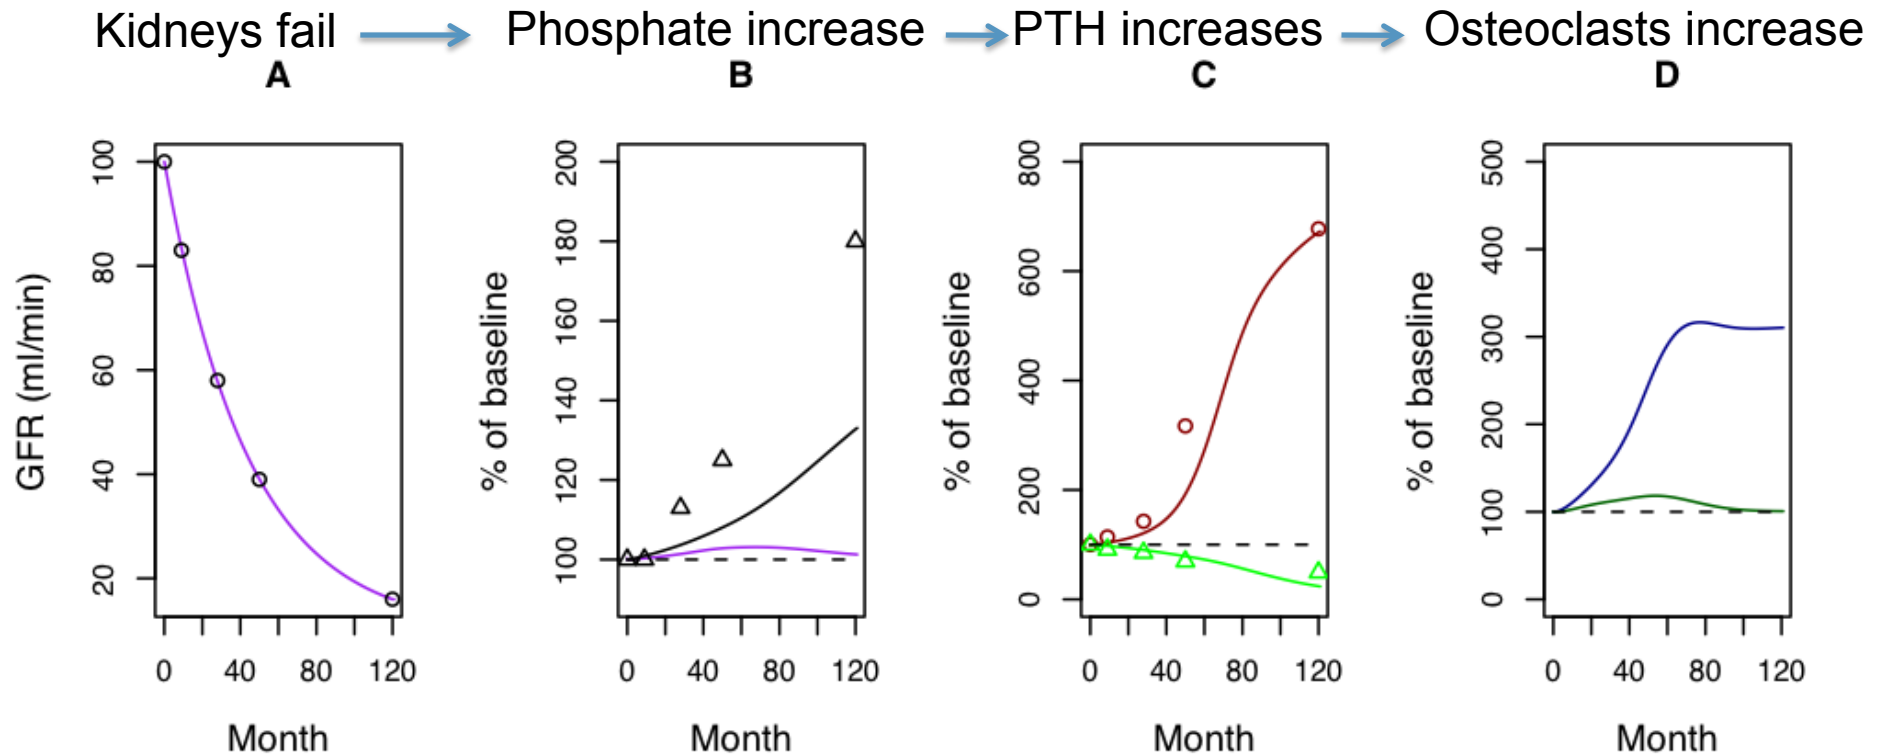 Kidneys fail Phosphate increase PTH increases Osteoclasts increase
A B C D
GFR (ml/min)
100
80
60
40
20
0 40 80 120
Month
% of baseline
200
180
160
140
120
100
0 40 80 120
Month
% of baseline
800
600
400
200
0
0 40 80 120
Month
% of baseline
500
400
300
200
100
0
0 40 80 120
Month